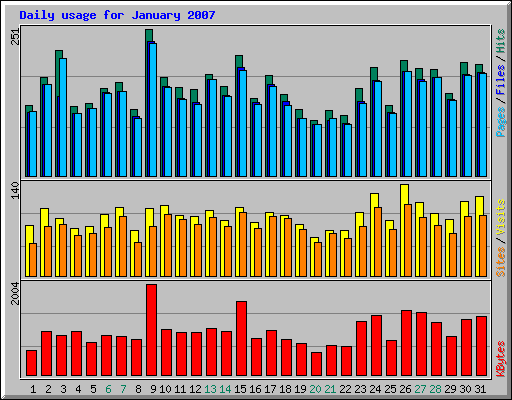 Daily usage for January 2007
251
Pages / Files / Hits
140
Sites / Visits
2004
KBytes
1 2 3 4 5 6 7 8 9 10 11 12 13 14 15 16 17 18 19 20 21 22 23 24 25 26 27 28 29 30 31